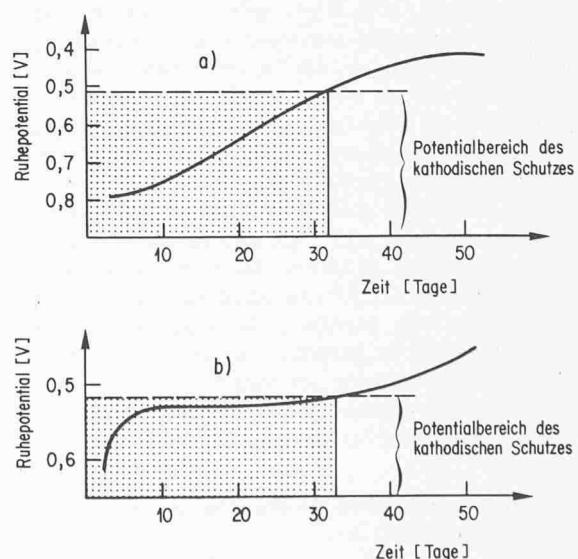 Ruhepotential [V]
a)
0,4
0,5
0,6
0,7
0,8
Potentialbereich des
kathodischen Schutzes
10 20 30 40 50
Zeit [Tage]
Ruhepotential [V]
b)
0,5
0,6
Potentialbereich des
kathodischen Schutzes
10 20 30 40 50
Zeit [Tage]